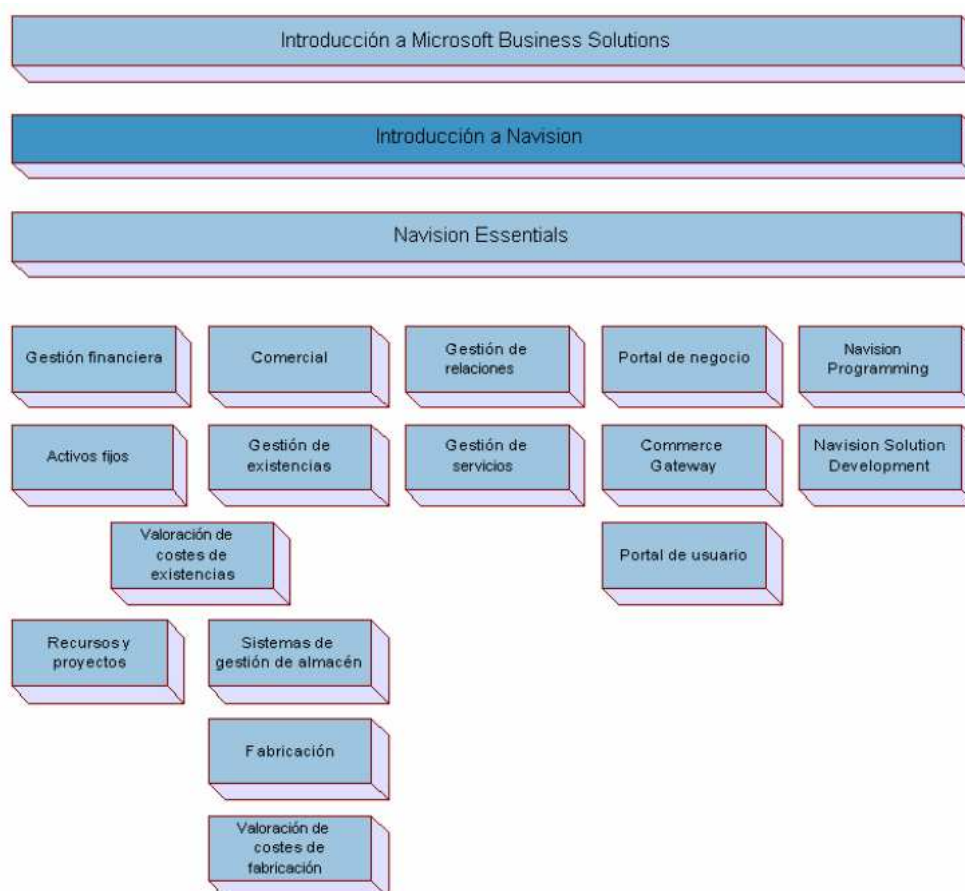 Introducción a Microsoft Business Solutions
Introducción a Navision
Navision Essentials
Gestión financiera
Comercial
Gestión de
relaciones
Portal de negocio
Navision
Programming
Activos fijos
Gestión de
existencias
Gestión de
servicios
Commerce
Gateway
Navision Solution
Development
Valoración de
costes de
existencias
Portal de usuario
Recursos y
proyectos
Sistemas de
gestión de almacén
Fabricación
Valoración de
costes de
fabricación